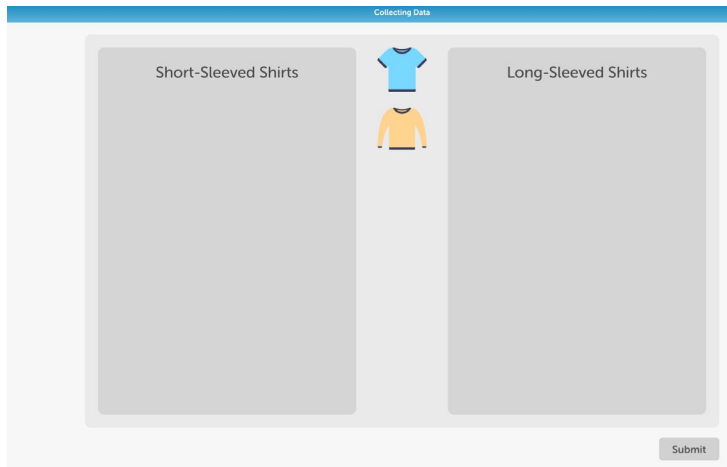 Collecting Data
Short-Sleeved Shirts
Long-Sleeved Shirts
Submit